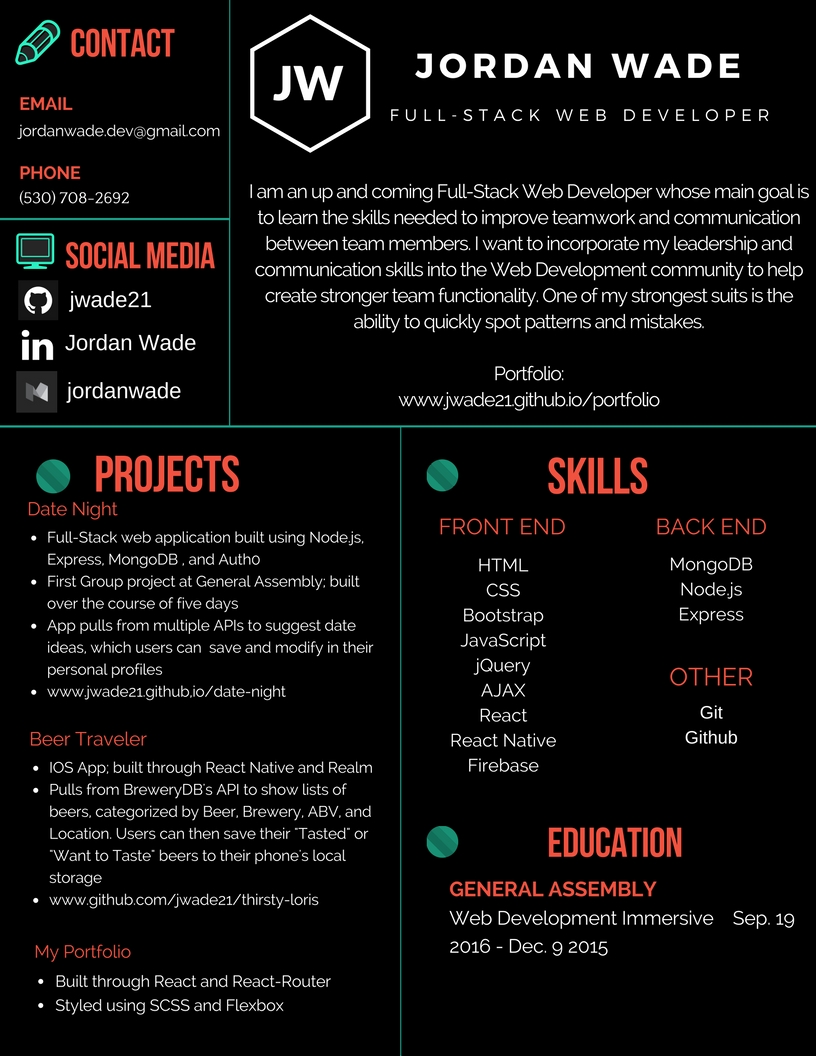 CONTACT
EMAIL
jordanwade.dev@gmail.com
PHONE
(530) 708-2692
SOCIAL MEDIA
jwade21
in Jordan Wade
jordanwade
JW
JORDAN WADE
FULL-STACK WEB DEVELOPER
I am an up and coming Full-Stack Web Developer whose main goal is
to learn the skills needed to improve teamwork and communication
between team members. I want to incorporate my leadership and
communication skills into the Web Development community to help
create stronger team functionality. One of my strongest suits is the
ability to quickly spot patterns and mistakes.
Portfolio:
www.jwade21.github.io/portfolio
PROJECTS
Date Night
• Full-Stack web application built using Node.js,
Express, MongoDB , and Auth0
• First Group project at General Assembly; built
over the course of five days
• App pulls from multiple APIs to suggest date
ideas, which users can  save and modify in their
personal profiles
• www.jwade21.github,io/date-night
Beer Traveler
• IOS App; built through React Native and Realm
• Pulls from BreweryDB's API to show lists of
beers, categorized by Beer, Brewery, ABV, and
Location. Users can then save their "Tasted" or
"Want to Taste" beers to their phone's local
storage
• www.github.com/jwade21/thirsty-loris
My Portfolio
• Built through React and React-Router
• Styled using SCSS and Flexbox
SKILLS
FRONT END
HTML
CSS
Bootstrap
JavaScript
jQuery
AJAX
React
React Native
Firebase
BACK END
MongoDB
Node.js
Express
OTHER
Git
Github
EDUCATION
GENERAL ASSEMBLY
Web Development Immersive    Sep. 19
2016 - Dec. 9 2015